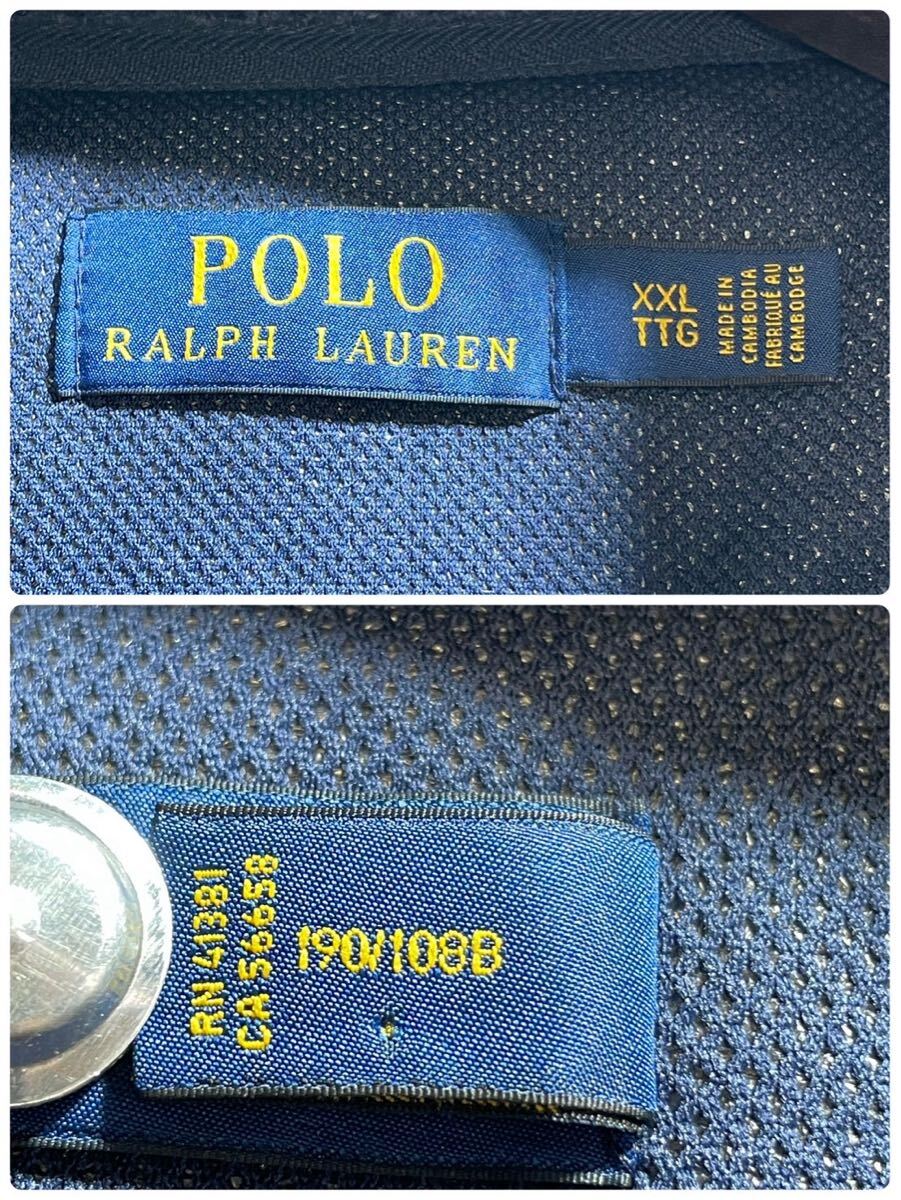 POLO
RALPH LAUREN
XXL
TTG
MADE IN
CAMBODIA
FABRIQUÉ AU
CAMBODGE
RN 41381
CA 56658
190/108B